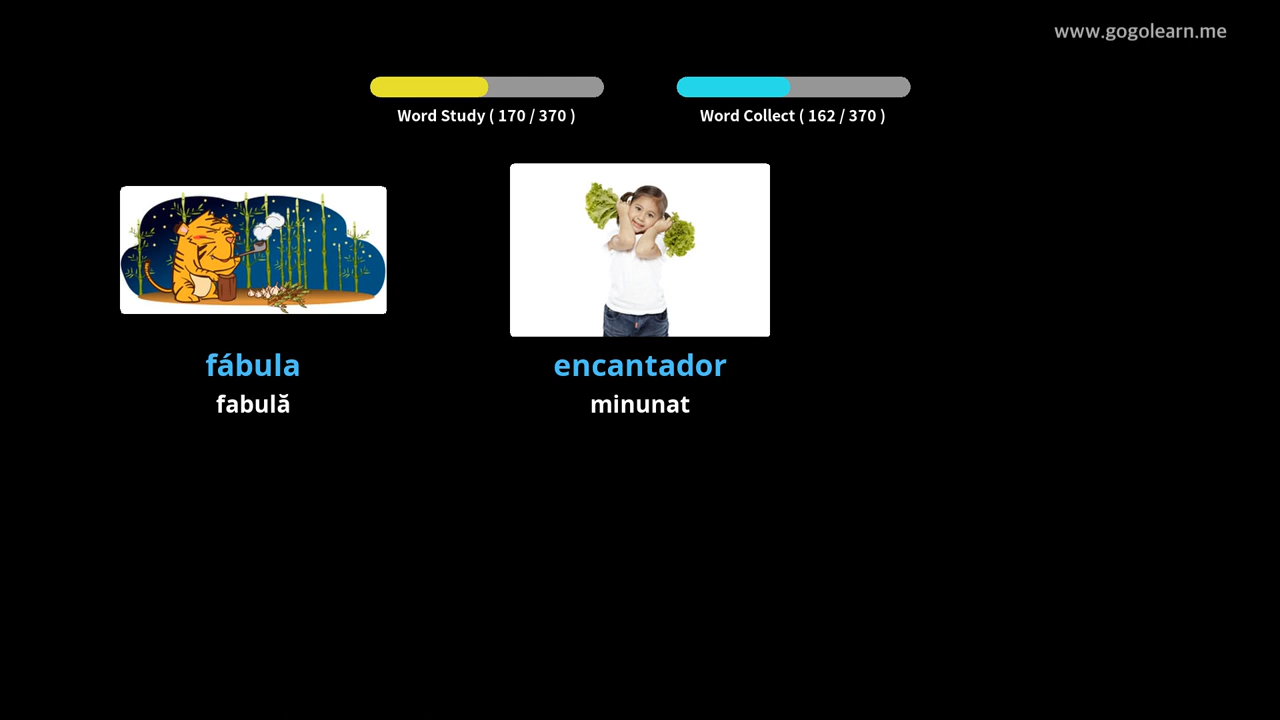 www.gogolearn.me
Word Study ( 170 / 370 )
Word Collect ( 162 / 370 )
fábula
fabulă
encantador
minunat